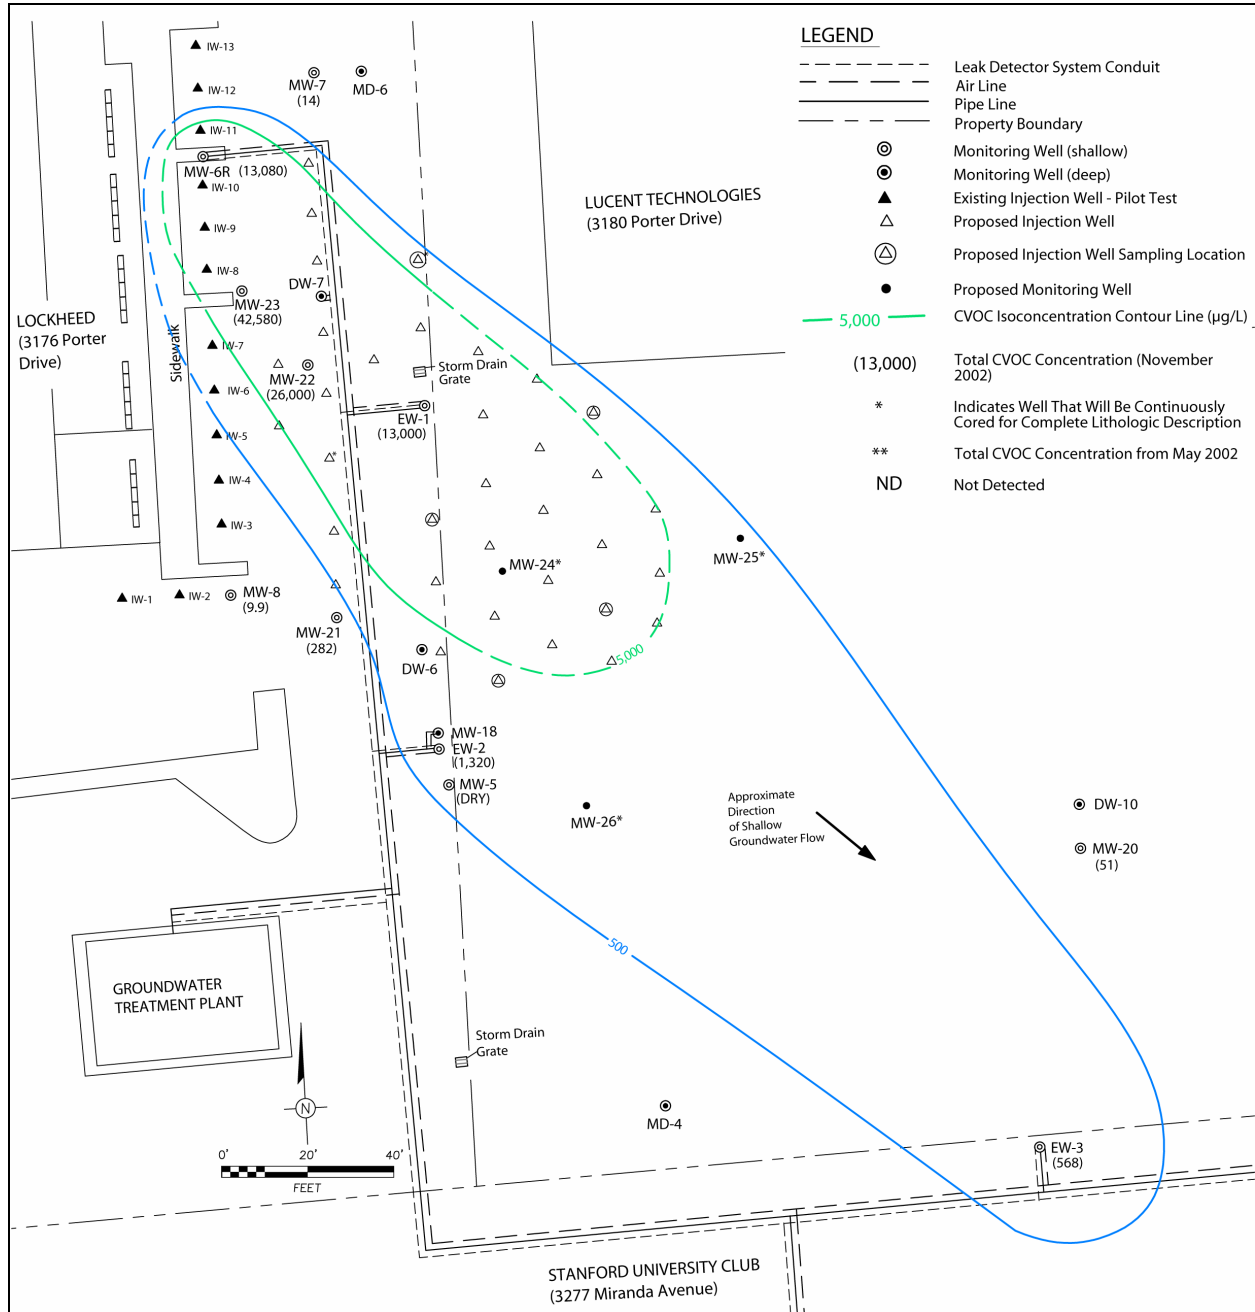 LEGEND
Leak Detector System Conduit
Air Line
Pipe Line
Property Boundary
Monitoring Well (shallow)
Monitoring Well (deep)
Existing Injection Well - Pilot Test
Proposed Injection Well
Proposed Injection Well Sampling Location
Proposed Monitoring Well
5,000
CVOC Isoconcentration Contour Line (µg/L)
(13,000)
Total CVOC Concentration (November
2002)
*
Indicates Well That Will Be Continuously
Cored for Complete Lithologic Description
**
Total CVOC Concentration from May 2002
ND
Not Detected
IW-13
IW-12
MW-7
(14)
MD-6
IW-11
MW-6R
(13,080)
IW-10
LUCENT TECHNOLOGIES
(3180 Porter Drive)
IW-9
IW-8
DW-7
MW-23
(42,580)
LOCKHEED
(3176 Porter
Drive)
Sidewalk
IW-7
MW-22
(26,000)
Storm Drain
Grate
IW-6
EW-1
(13,000)
IW-5
*
IW-4
IW-3
MW-24*
MW-25*
IW-1
IW-2
MW-8
(9.9)
MW-21
(282)
DW-6
5,000
MW-18
EW-2
(1,320)
MW-5
(DRY)
MW-26*
Approximate
Direction
of Shallow
Groundwater Flow
DW-10
MW-20
(51)
500
GROUNDWATER
TREATMENT PLANT
Storm Drain
Grate
N
MD-4
0'
20'
40'
FEET
EW-3
(568)
STANFORD UNIVERSITY CLUB
(3277 Miranda Avenue)